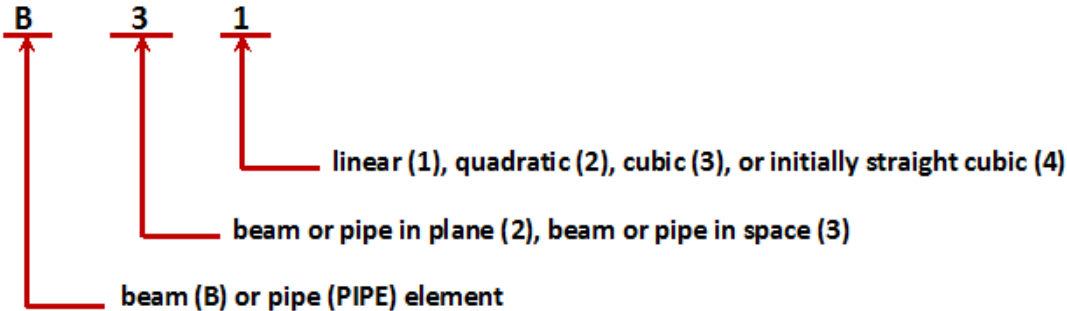 B 3 1
linear (1), quadratic (2), cubic (3), or initially straight cubic (4)
beam or pipe in plane (2), beam or pipe in space (3)
beam (B) or pipe (PIPE) element